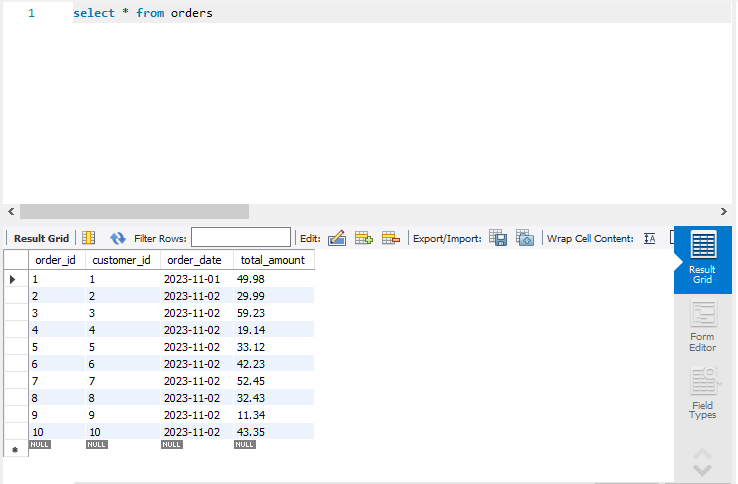 1 select * from orders
Result Grid Filter Rows: Edit: Export/Import: Wrap Cell Content: IA
order_id customer_id order_date total_amount
1 1 2023-11-01 49.98
2 2 2023-11-02 29.99
3 3 2023-11-02 59.23
4 4 2023-11-02 19.14
5 5 2023-11-02 33.12
6 6 2023-11-02 42.23
7 7 2023-11-02 52.45
8 8 2023-11-02 32.43
9 9 2023-11-02 11.34
10 10 2023-11-02 43.35
NULL NULL NULL NULL
Result
Grid
Form
Editor
Field
Types